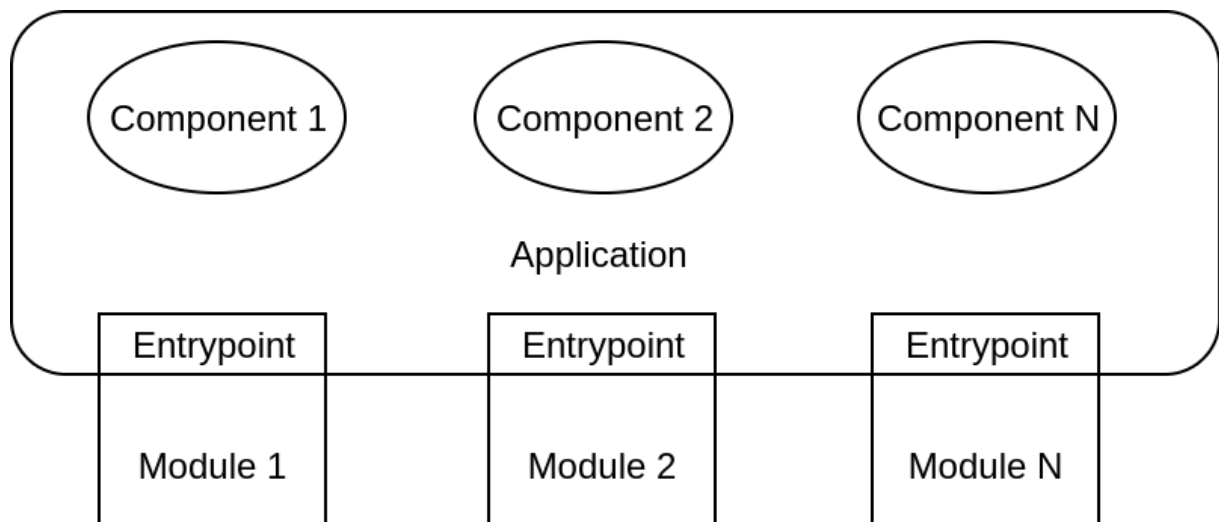 Component 1
Component 2
Component N
Application
Entrypoint
Entrypoint
Entrypoint
Module 1
Module 2
Module N